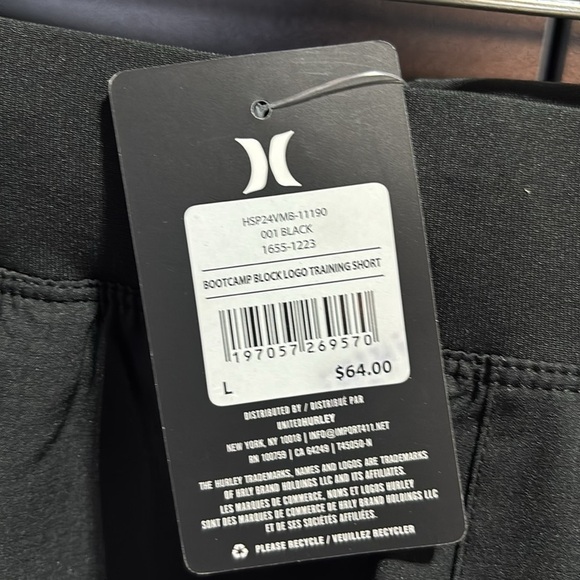 HSP24VMB-11190
001 BLACK
1655-1223
BOOTCAMP BLOCK LOGO TRAINING SHORT
197057 269570
L $64.00
DISTRIBUTED BY / DISTRIBUÉ PAR
UNITEDHURLEY
NEW YORK, NY 10018 | INFO@IMPORT411.NET
RN 100759 | CA 64249 | T45050-N
THE HURLEY TRADEMARKS, NAMES AND LOGOS ARE TRADEMARKS
OF HRLY BRAND HOLDINGS LLC AND ITS AFFILIATES.
LES MARQUES DE COMMERCE, NOMS ET LOGOS HURLEY
SONT DES MARQUES DE COMMERCE DE HRLY BRAND HOLDINGS LLC
ET DE SES SOCIÉTÉS AFFILIÉES.
PLEASE RECYCLE / VEUILLEZ RECYCLER